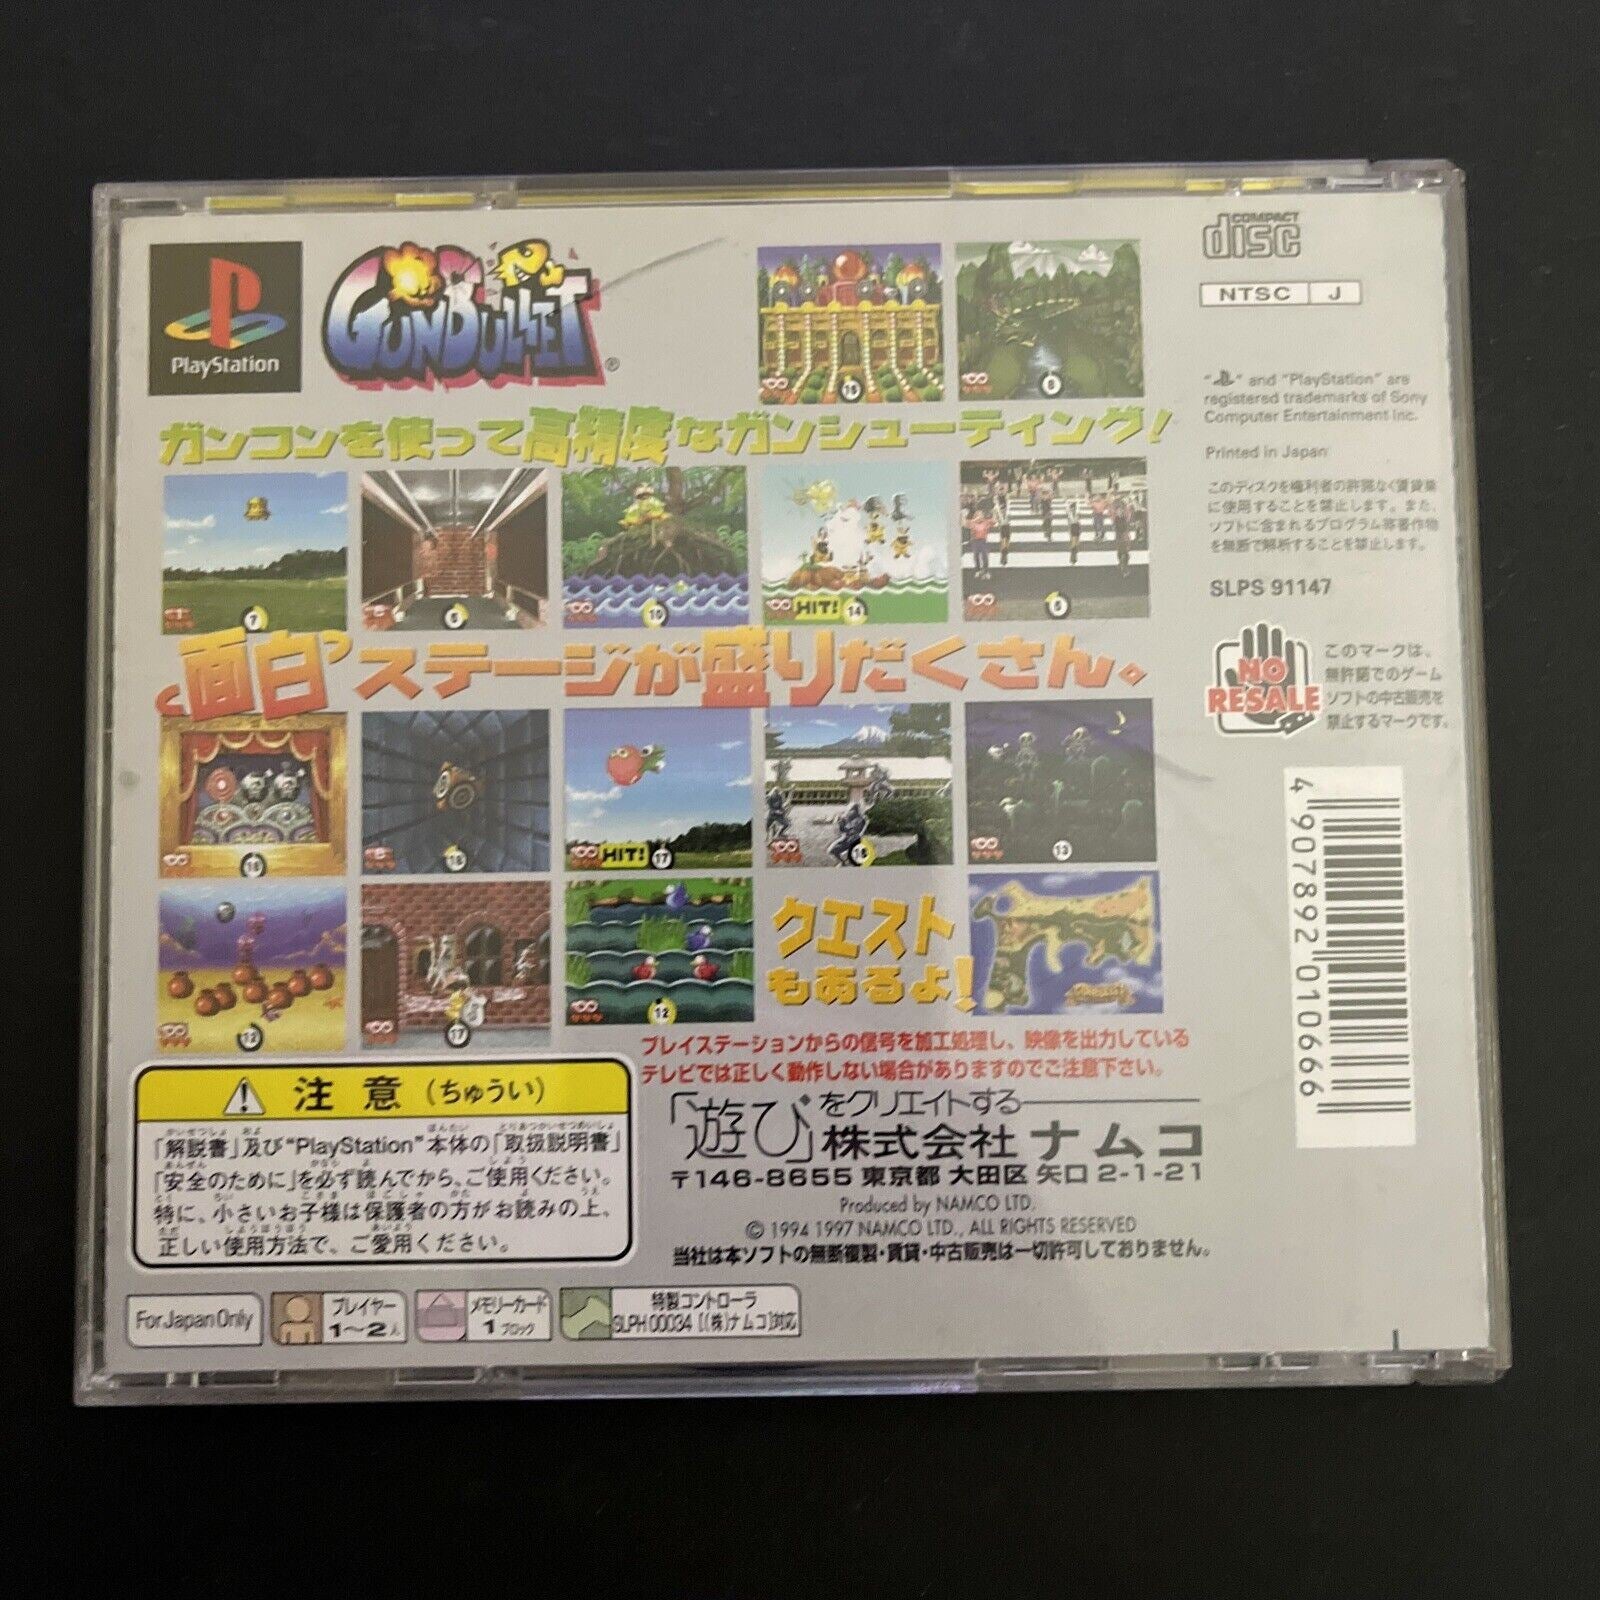 PlayStation
GUNBULLET
®
COMPACT
disc
NTSC J
ガンコンを使って高精度なガンシューティング!
"PS" and "PlayStation" are
registered trademarks of Sony
Computer Entertainment Inc.
Printed in Japan
このディスクを権利者の許諾なく賃貸業
に使用することを禁止します。また、
ソフトに含まれるプログラム等著作物
を無断で解析することを禁止します。
SLPS 91147
16
8
7
6
10
HIT! 14
5
面白っ ステージが盛りだくさん。
NO
RESALE
このマークは、
無許諾でのゲーム
ソフトの中古販売を
禁止するマークです。
HIT! 17
13
17
12
クエスト
もあるよ!
4 907892 010666
プレイステーションからの信号を加工処理し、映像を出力している
テレビでは正しく動作しない場合がありますのでご注意下さい。
「遊び」をクリエイトする
株式会社 ナムコ
〒146-8655 東京都 大田区 矢口 2-1-21
Produced by NAMCO LTD.
© 1994 1997 NAMCO LTD., ALL RIGHTS RESERVED
当社は本ソフトの無断複製・賃貸・中古販売は一切許可しておりません。
注意(ちゅうい)
「解説書」及び"PlayStation"本体の「取扱説明書」
「安全のために」を必ず読んでから、ご使用ください。
特に、小さいお子様は保護者の方がお読みの上、
正しい使用方法で、ご愛用ください。
For Japan Only
プレイヤー
1〜2人
メモリーカード
1 ブロック
特製コントローラ
SLPH 00034 [(株)ナムコ]対応